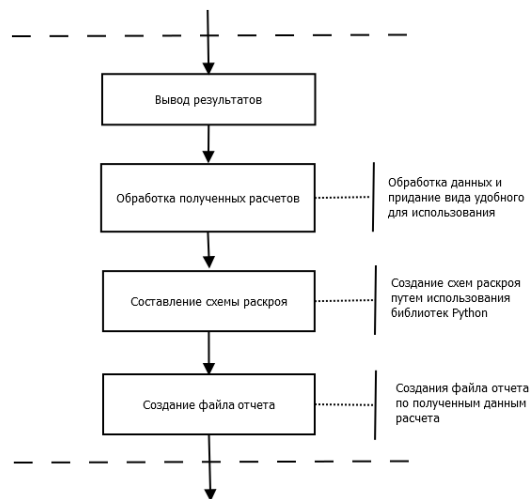 Вывод результатов
Обработка полученных расчетов
Обработка данных и
придание вида удобного
для использования
Составление схемы раскроя
Создание схем раскроя
путем использования
библиотек Python
Создание файла отчета
Создания файла отчета
по полученным данным
расчета